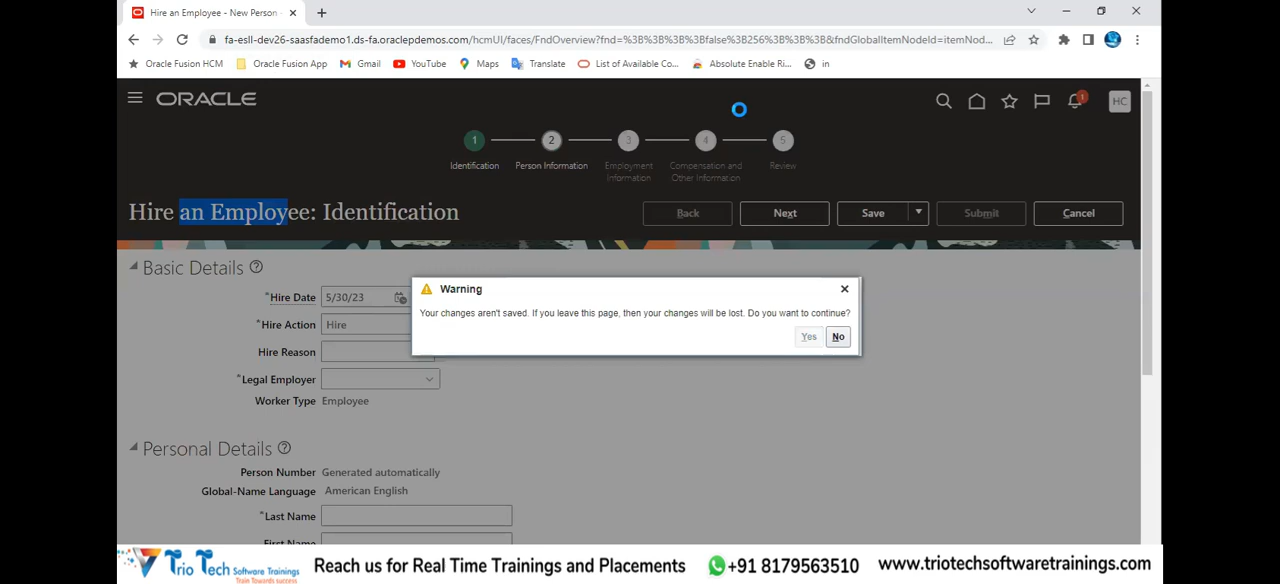 Hire an Employee - New Person -
fa-esll-dev26-saasfademo1.ds-fa.oraclepdemos.com/hcmUI/faces/FndOverview?fnd=%3B%3B%3B%3Bfalse%3B256%3B%3B%3B&fndGlobalItemNodeId=itemNod...
Oracle Fusion HCM Oracle Fusion App Gmail YouTube Maps Translate List of Available Co... Absolute Enable Ri... in
ORACLE 1 HC
1 2 3 4 5
Identification Person Information Employment Information Compensation and Other Information Review
Hire an Employee: Identification Back Next Save Submit Cancel
Basic Details
*Hire Date 5/30/23
*Hire Action Hire
Hire Reason
*Legal Employer
Worker Type Employee
Warning
Your changes aren't saved. If you leave this page, then your changes will be lost. Do you want to continue?
Yes No
Personal Details
Person Number Generated automatically
Global-Name Language American English
*Last Name
First Name
Trio Tech Software Trainings
Train Towards success
Reach us for Real Time Trainings and Placements +91 8179563510 www.triotechsoftwaretrainings.com